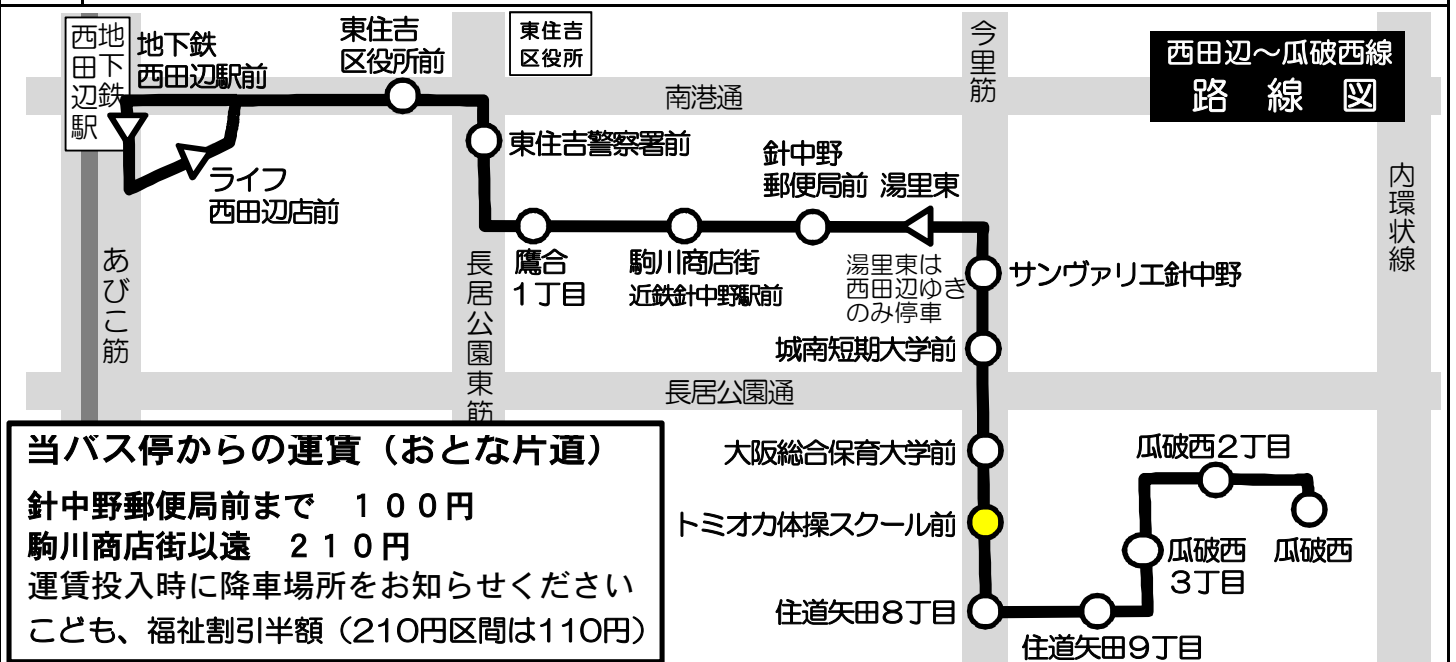 地下鉄
西田辺駅
地下鉄
西田辺駅前
東住吉
区役所前
東住吉
区役所
今里筋
西田辺～瓜破西線
路線図
南港通
東住吉警察署前
針中野
郵便局前
湯里東
ライフ
西田辺店前
内環状線
あびこ筋
長居公園東筋
鷹合
１丁目
駒川商店街
近鉄針中野駅前
湯里東は
西田辺ゆき
のみ停車
サンヴァリエ針中野
城南短期大学前
長居公園通
当バス停からの運賃（おとな片道）
針中野郵便局前まで　１００円
駒川商店街以遠　２１０円
運賃投入時に降車場所をお知らせください
こども、福祉割引半額（210円区間は110円）
大阪総合保育大学前
トミオカ体操スクール前
住道矢田８丁目
住道矢田９丁目
瓜破西２丁目
瓜破西
３丁目
瓜破西